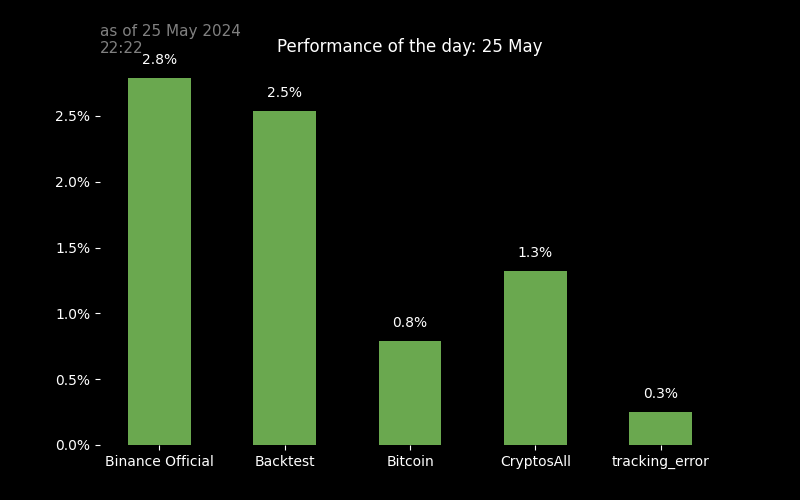 as of 25 May 2024
22:22
Performance of the day: 25 May
2.8%
2.5%
0.8%
1.3%
0.3%
2.5%
2.0%
1.5%
1.0%
0.5%
0.0%
Binance Official
Backtest
Bitcoin
CryptosAll
tracking_error